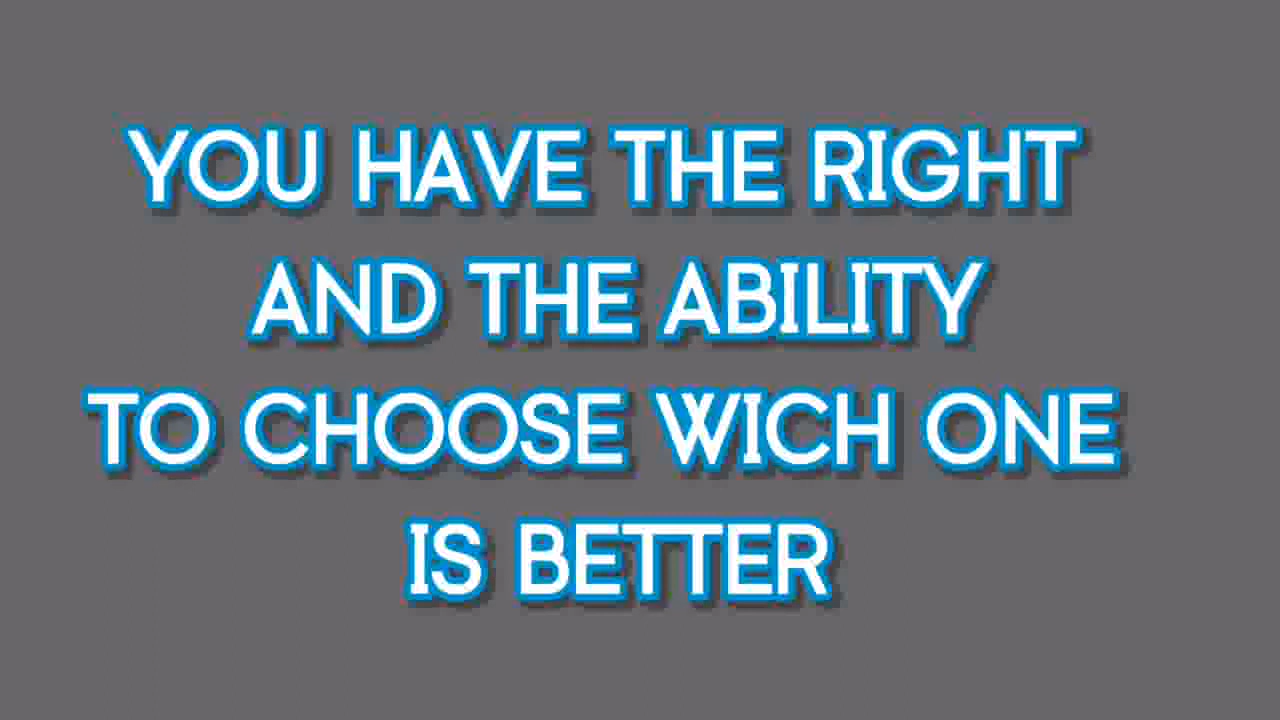 YOU HAVE THE RIGHT
AND THE ABILITY
TO CHOOSE WICH ONE
IS BETTER